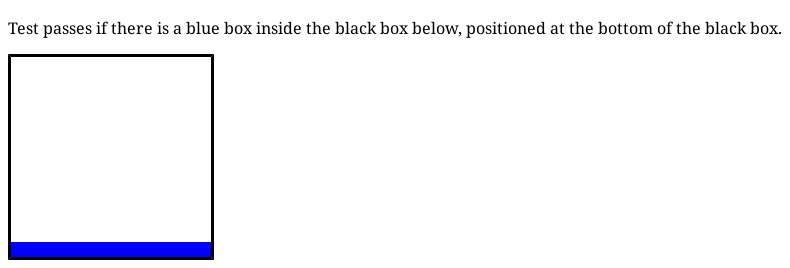 Test passes if there is a blue box inside the black box below, positioned at the bottom of the black box.